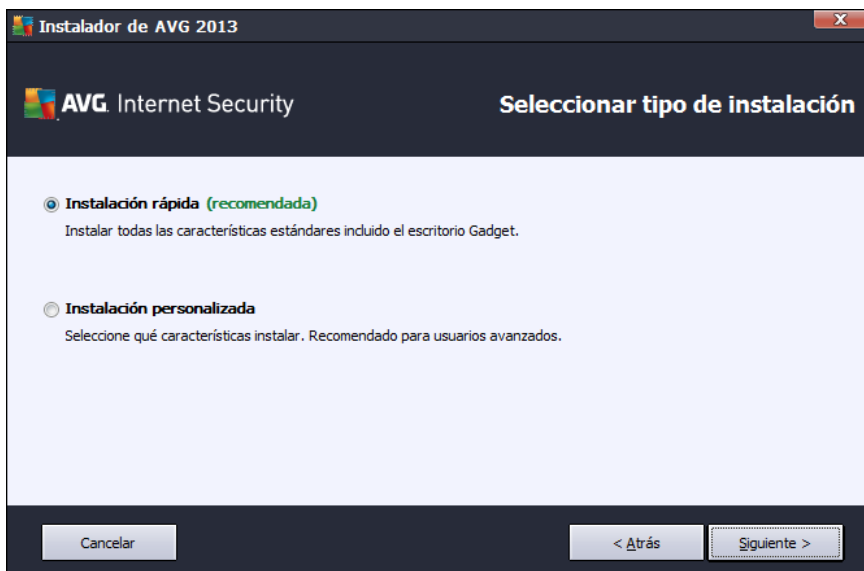 Instalador de AVG 2013
X
AVG. Internet Security
Seleccionar tipo de instalación
Instalación rápida (recomendada)
Instalar todas las características estándares incluido el escritorio Gadget.
Instalación personalizada
Seleccione qué características instalar. Recomendado para usuarios avanzados.
Cancelar
< Atrás
Siguiente >